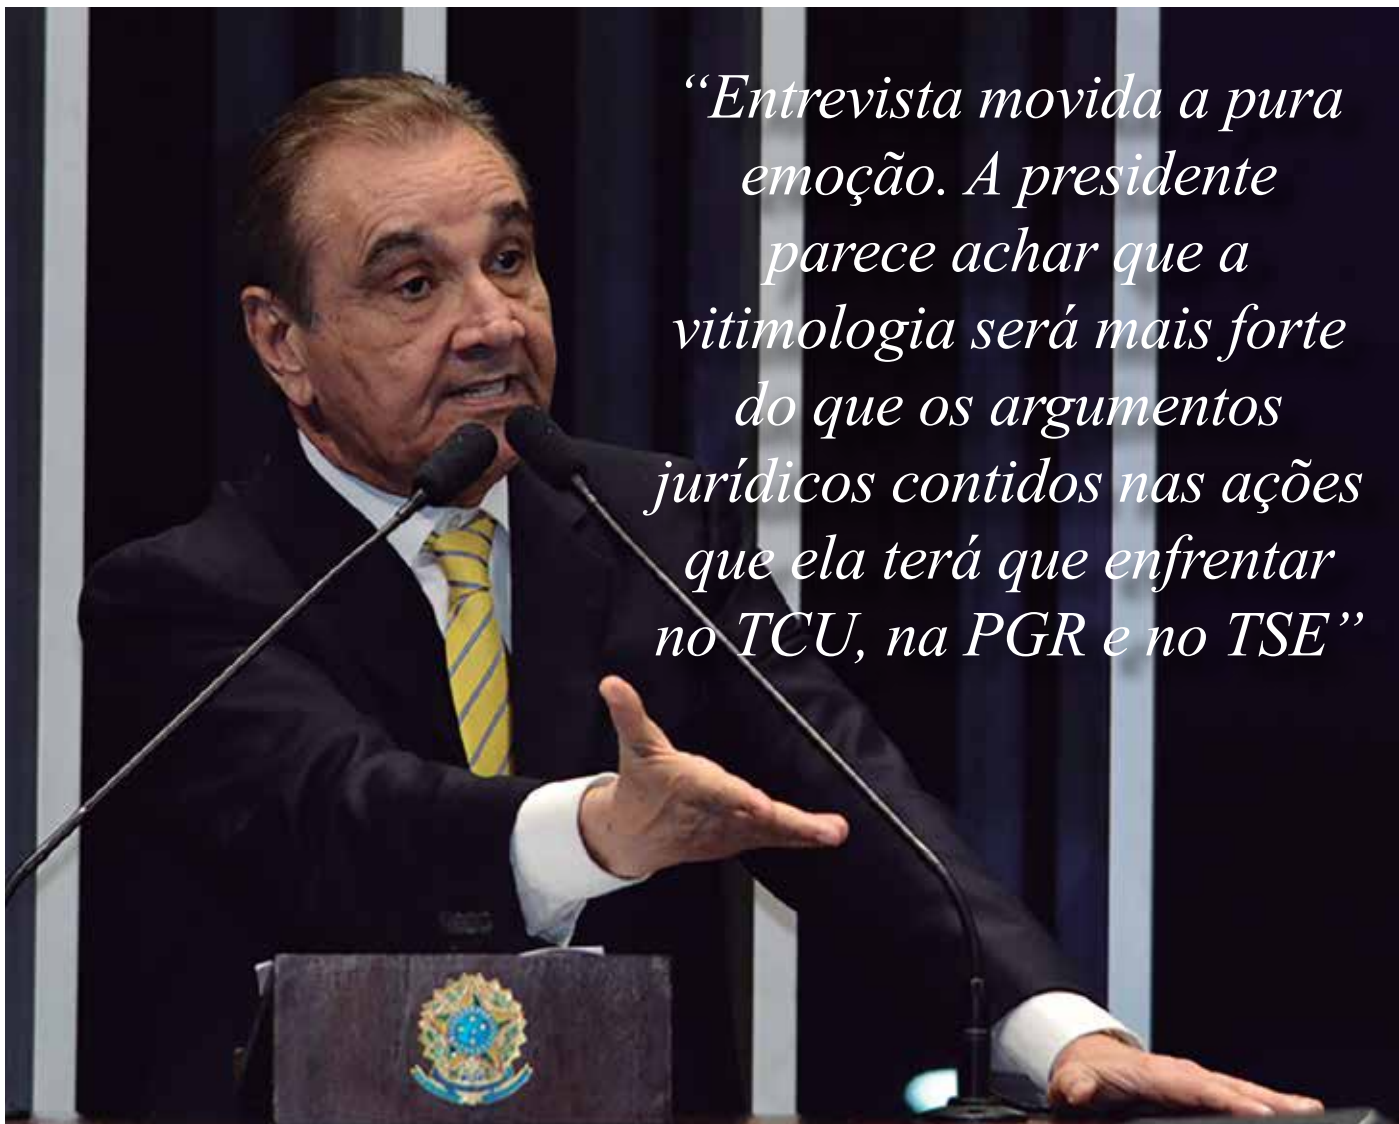 “Entrevista movida a pura
emoção. A presidente
parece achar que a
vitimologia será mais forte
do que os argumentos
jurídicos contidos nas ações
que ela terá que enfrentar
no TCU, na PGR e no TSE”